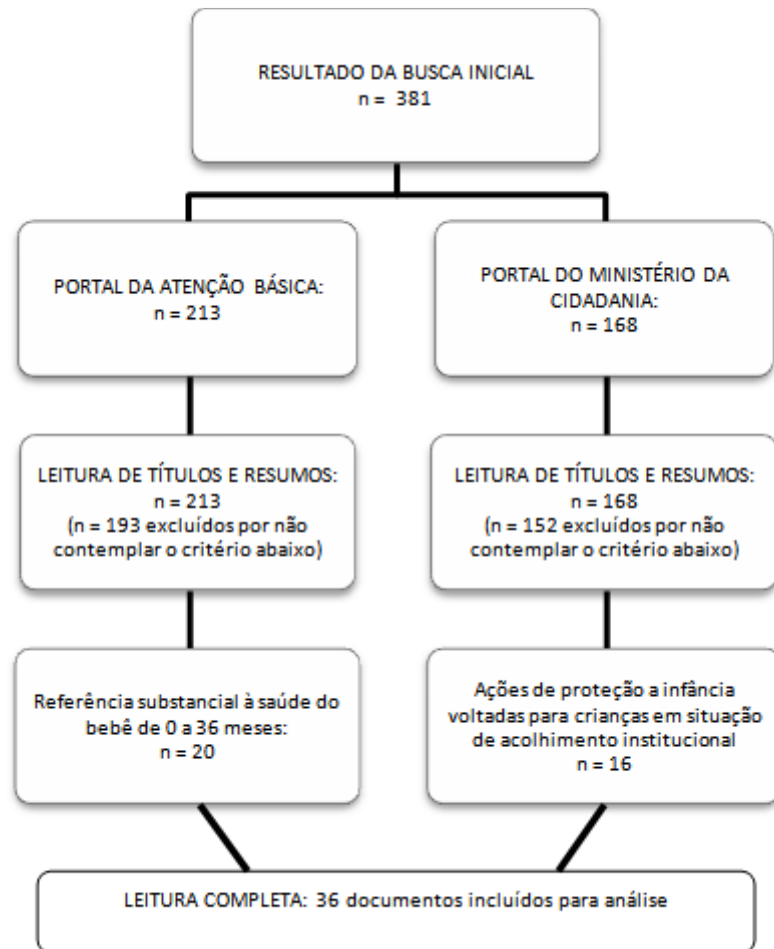 RESULTADO DA BUSCA INICIAL
n = 381
PORTAL DA ATENÇÃO BÁSICA:
n = 213
PORTAL DO MINISTÉRIO DA
CIDADANIA:
n = 168
LEITURA DE TÍTULOS E RESUMOS:
n = 213
(n = 193 excluídos por não
contemplar o critério abaixo)
LEITURA DE TÍTULOS E RESUMOS:
n = 168
(n = 152 excluídos por não
contemplar o critério abaixo)
Referência substancial à saúde do
bebê de 0 a 36 meses:
n = 20
Ações de proteção a infância
voltadas para crianças em situação
de acolhimento institucional
n = 16
LEITURA COMPLETA: 36 documentos incluídos para análise